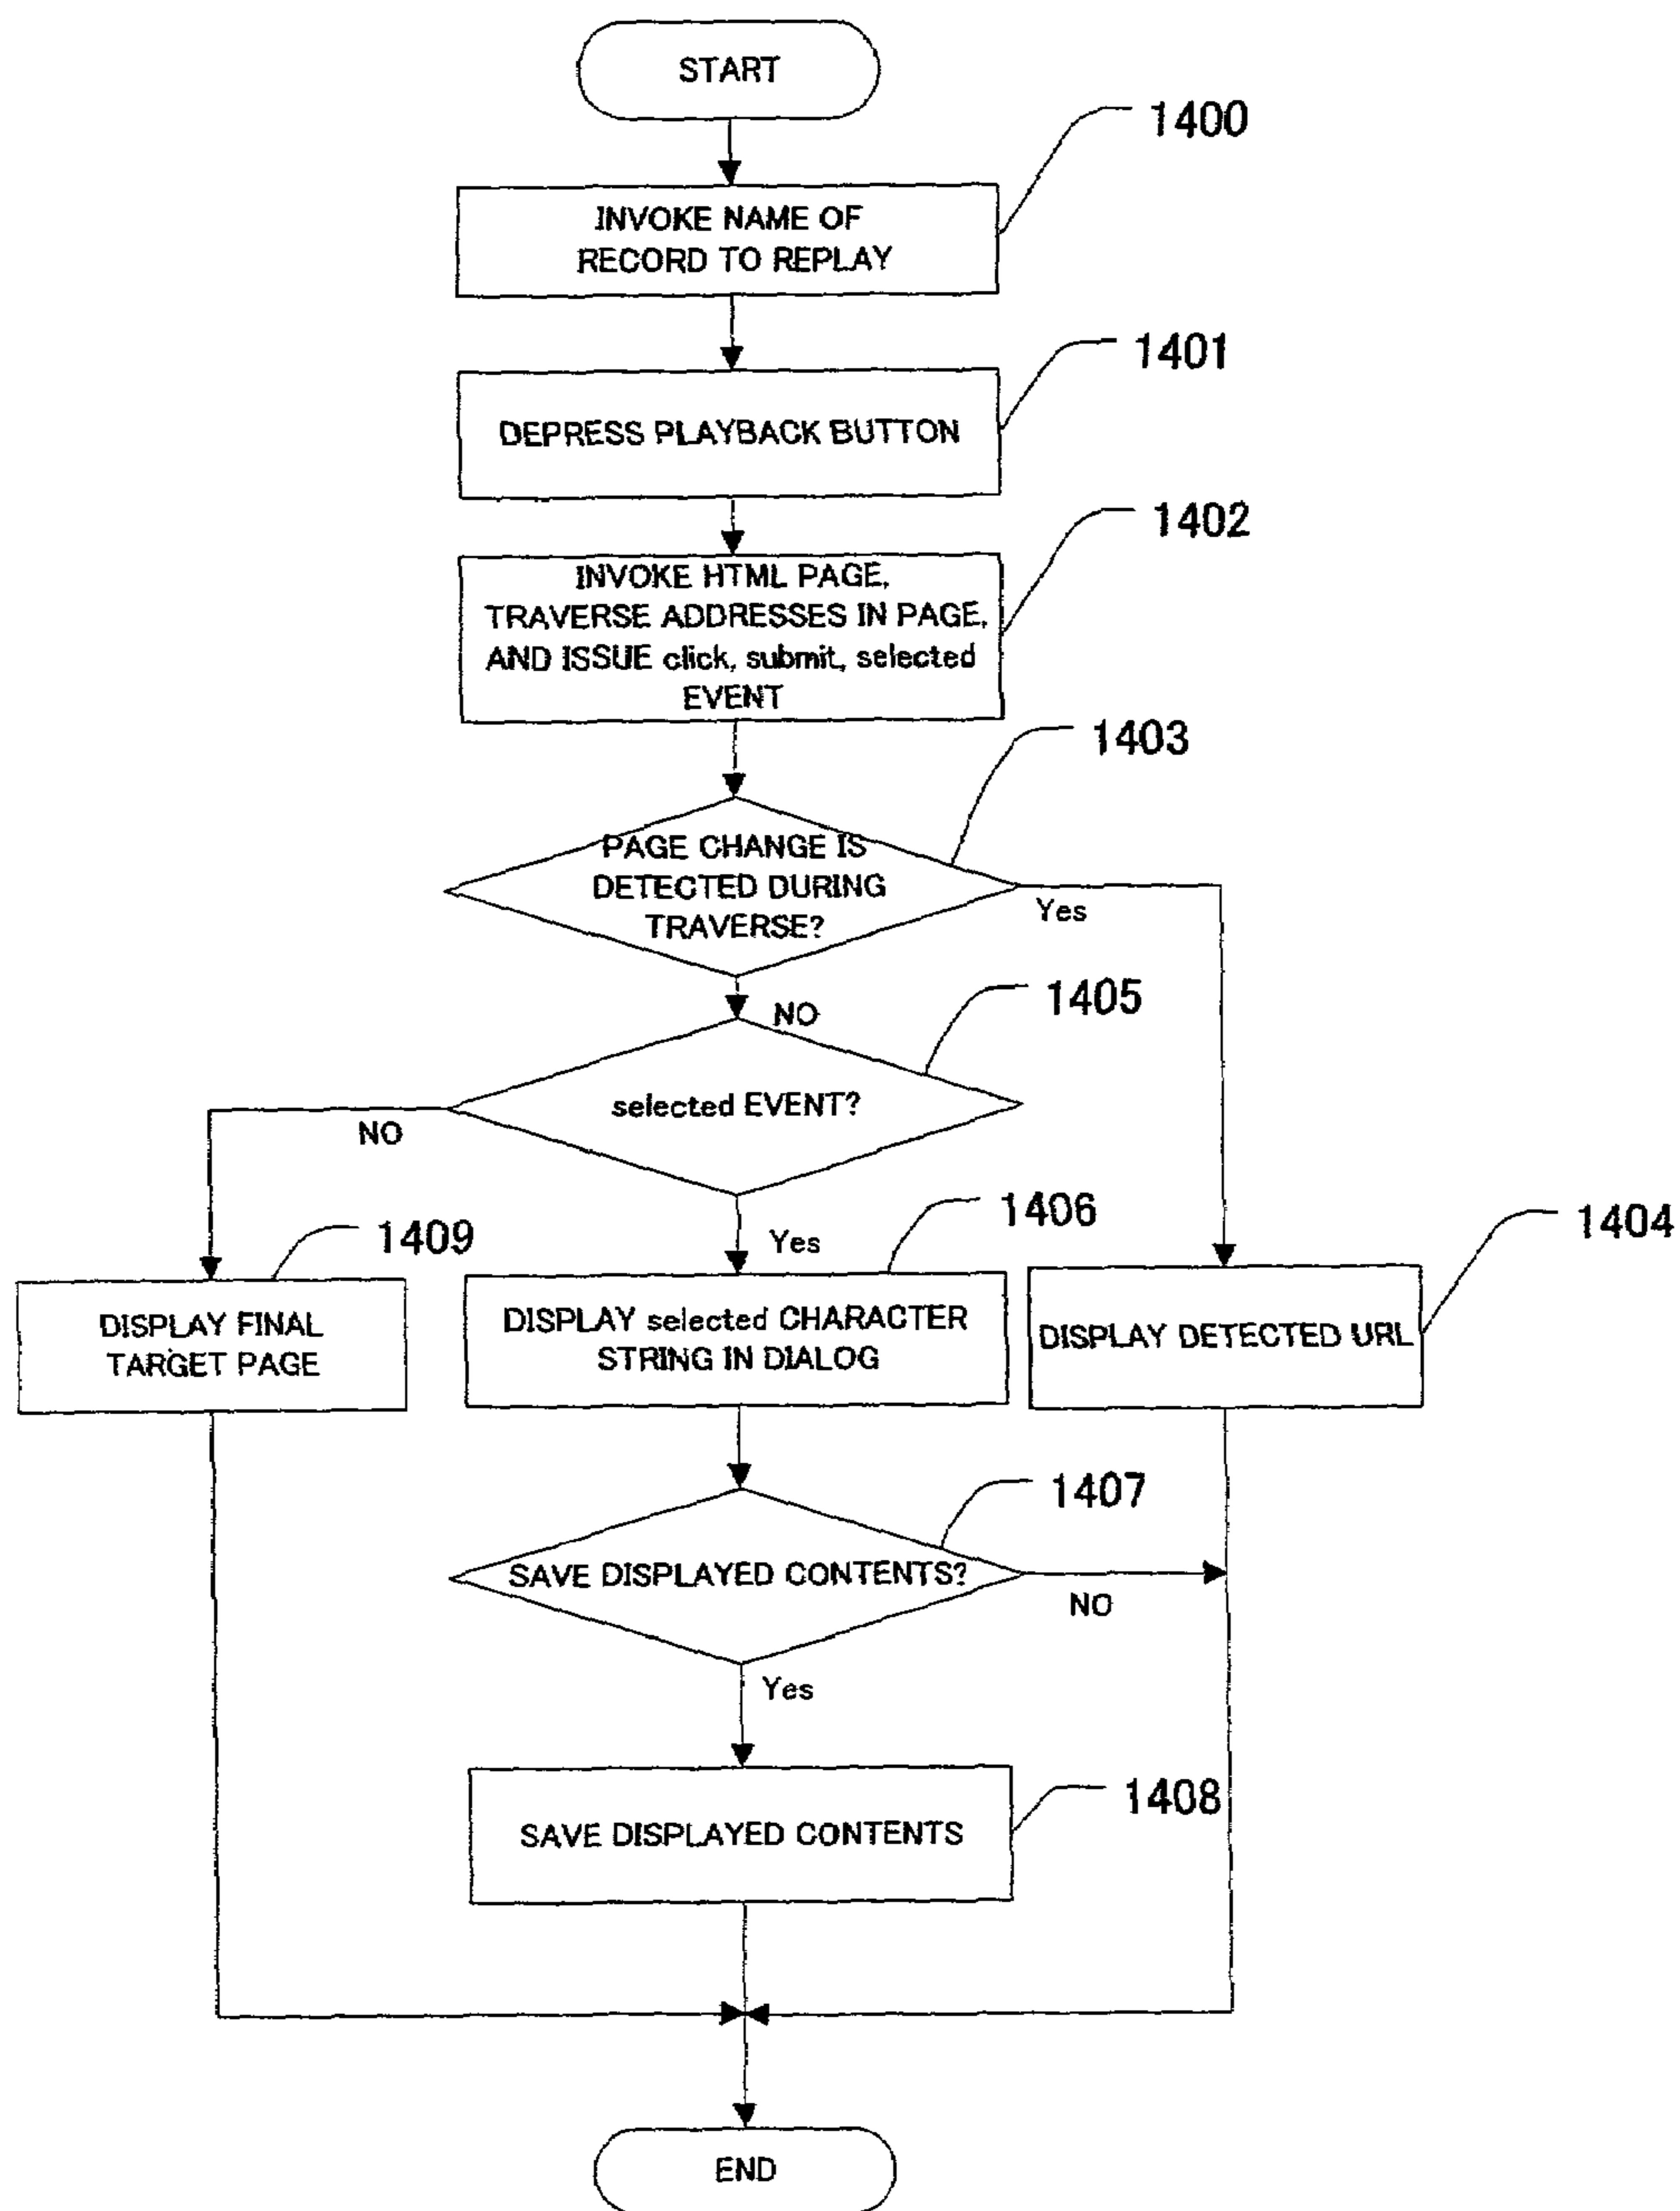 START
1400
INVOKE NAME OF
RECORD TO REPLAY
1401
DEPRESS PLAYBACK BUTTON
1402
INVOKE HTML PAGE,
TRAVERSE ADDRESSES IN PAGE,
AND ISSUE click, submit, selected
EVENT
1403
PAGE CHANGE IS
DETECTED DURING
TRAVERSE?
Yes
NO
1405
selected EVENT?
NO
Yes
1406
1404
1409
DISPLAY FINAL
TARGET PAGE
DISPLAY selected CHARACTER
STRING IN DIALOG
DISPLAY DETECTED URL
1407
SAVE DISPLAYED CONTENTS?
NO
Yes
1408
SAVE DISPLAYED CONTENTS
END